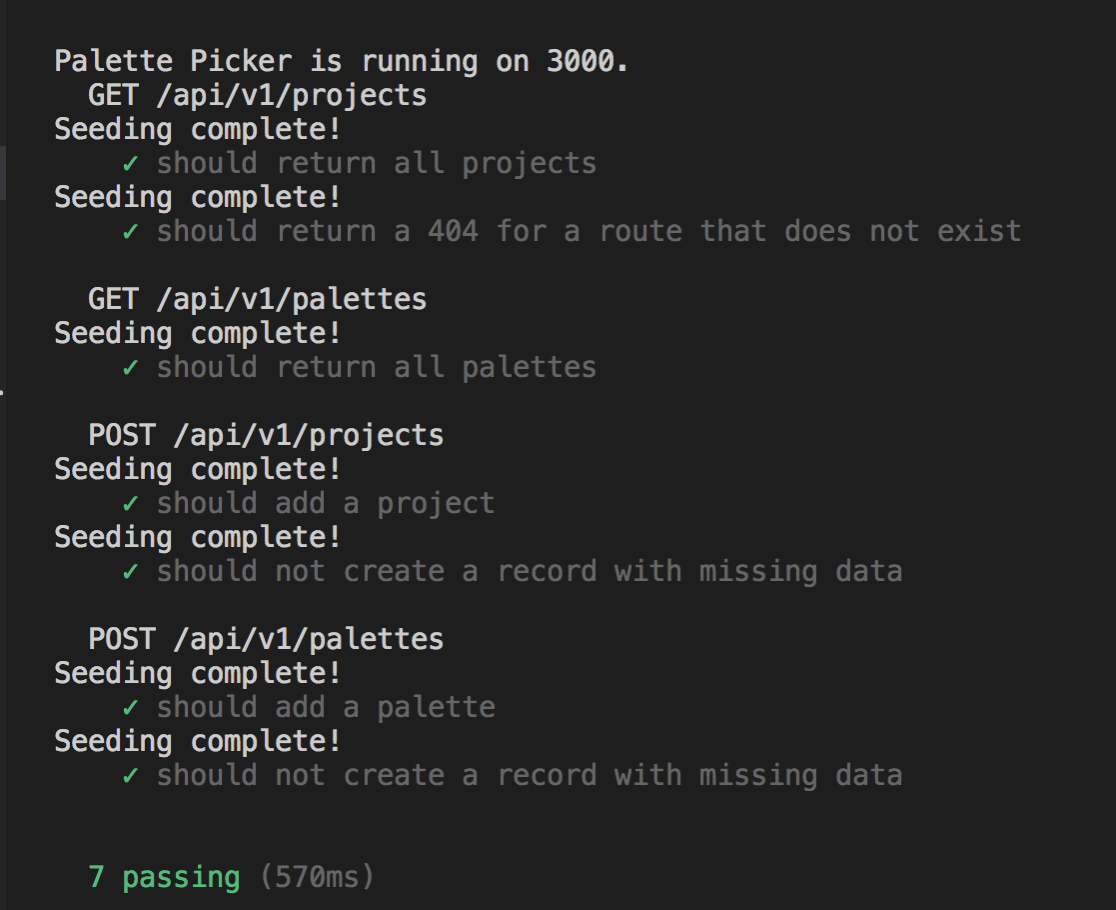 Palette Picker is running on 3000.
GET /api/v1/projects
Seeding complete!
✓ should return all projects
Seeding complete!
✓ should return a 404 for a route that does not exist
GET /api/v1/palettes
Seeding complete!
✓ should return all palettes
POST /api/v1/projects
Seeding complete!
✓ should add a project
Seeding complete!
✓ should not create a record with missing data
POST /api/v1/palettes
Seeding complete!
✓ should add a palette
Seeding complete!
✓ should not create a record with missing data
7 passing (570ms)